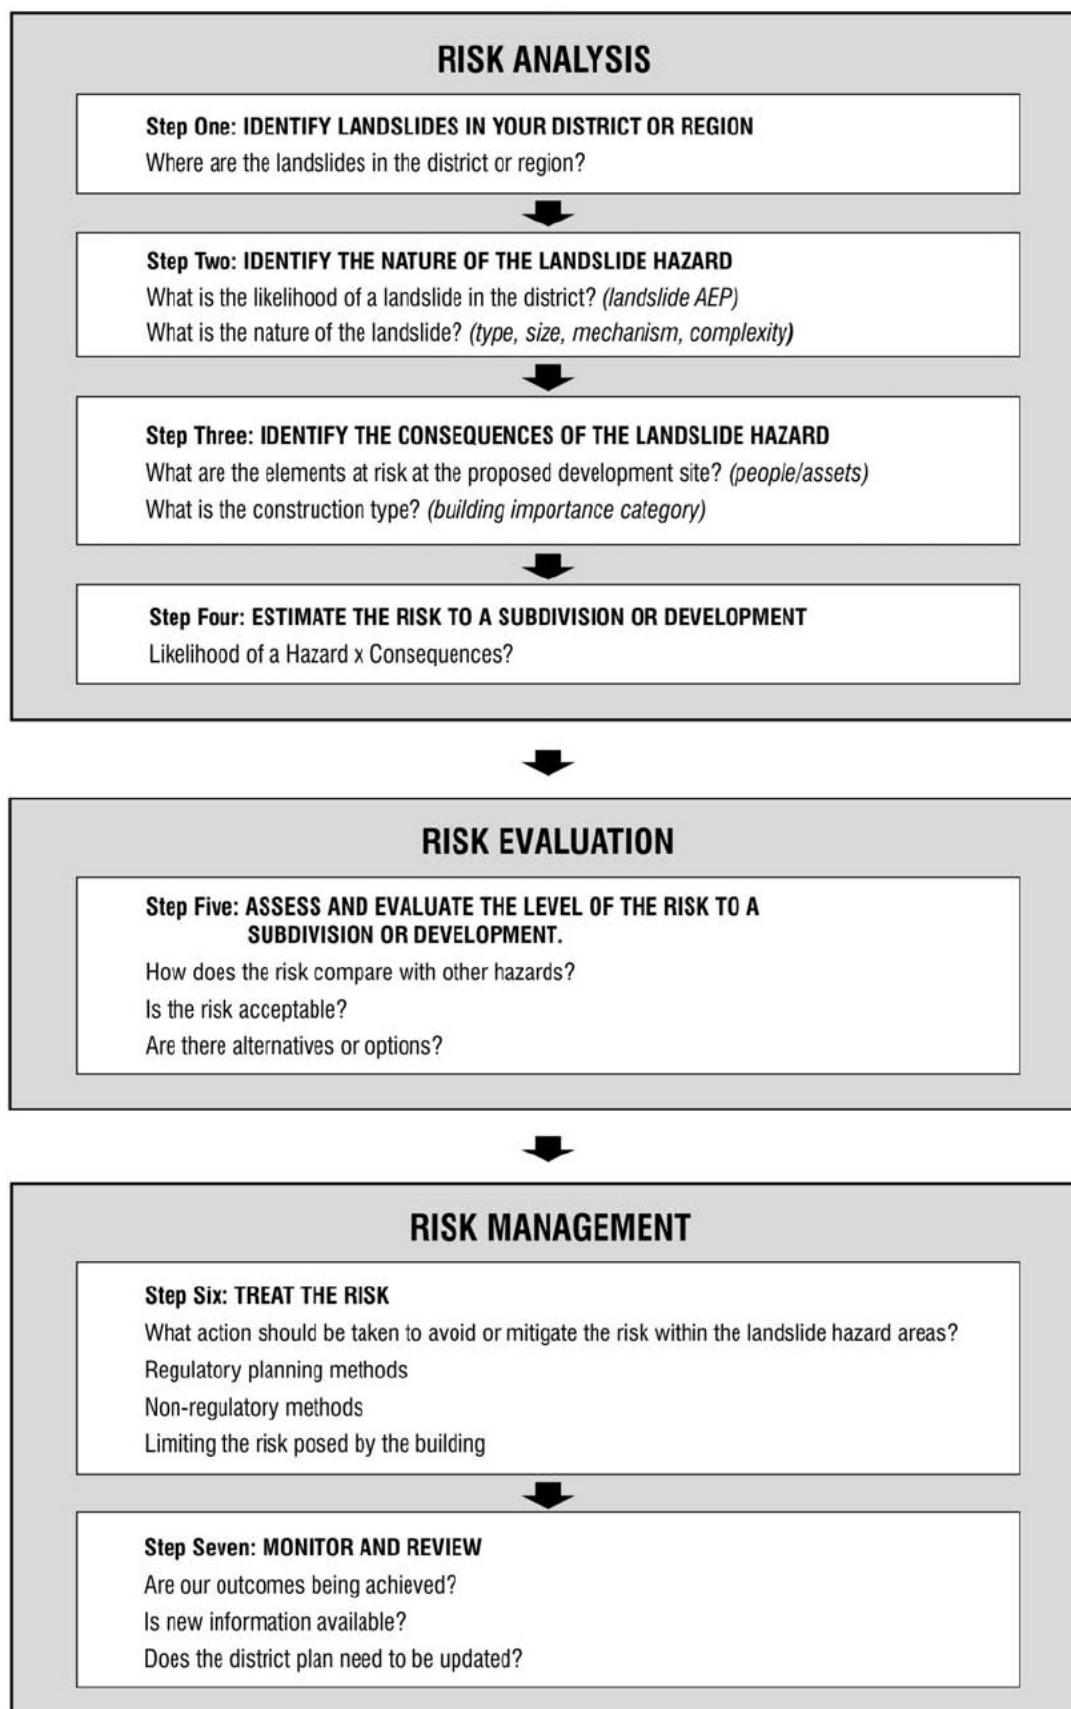 RISK ANALYSIS
Step One: IDENTIFY LANDSLIDES IN YOUR DISTRICT OR REGION
Where are the landslides in the district or region?
Step Two: IDENTIFY THE NATURE OF THE LANDSLIDE HAZARD
What is the likelihood of a landslide in the district? (landslide AEP)
What is the nature of the landslide? (type, size, mechanism, complexity)
Step Three: IDENTIFY THE CONSEQUENCES OF THE LANDSLIDE HAZARD
What are the elements at risk at the proposed development site? (people/assets)
What is the construction type? (building importance category)
Step Four: ESTIMATE THE RISK TO A SUBDIVISION OR DEVELOPMENT
Likelihood of a Hazard x Consequences?
RISK EVALUATION
Step Five: ASSESS AND EVALUATE THE LEVEL OF THE RISK TO A
SUBDIVISION OR DEVELOPMENT.
How does the risk compare with other hazards?
Is the risk acceptable?
Are there alternatives or options?
RISK MANAGEMENT
Step Six: TREAT THE RISK
What action should be taken to avoid or mitigate the risk within the landslide hazard areas?
Regulatory planning methods
Non-regulatory methods
Limiting the risk posed by the building
Step Seven: MONITOR AND REVIEW
Are our outcomes being achieved?
Is new information available?
Does the district plan need to be updated?